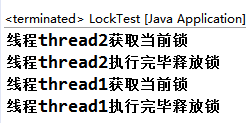 <terminated> LockTest [Java Application]
线程thread2获取当前锁
线程thread2执行完毕释放锁
线程thread1获取当前锁
线程thread1执行完毕释放锁